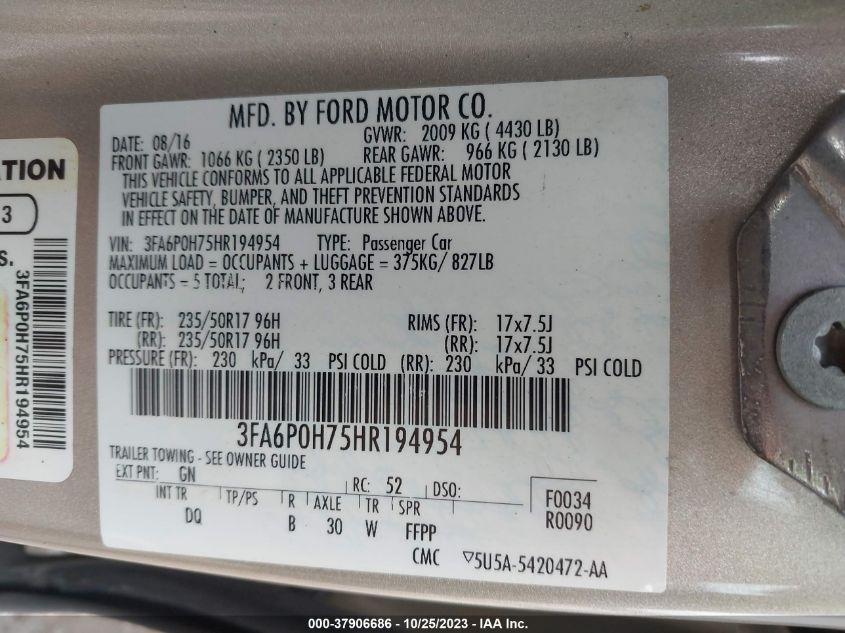 MFD. BY FORD MOTOR CO.
DATE: 08/16 GVWR: 2009 KG ( 4430 LB)
FRONT GAWR: 1066 KG ( 2350 LB) REAR GAWR: 966 KG ( 2130 LB)
THIS VEHICLE CONFORMS TO ALL APPLICABLE FEDERAL MOTOR
VEHICLE SAFETY, BUMPER, AND THEFT PREVENTION STANDARDS
IN EFFECT ON THE DATE OF MANUFACTURE SHOWN ABOVE.
VIN: 3FA6P0H75HR194954 TYPE: Passenger Car
MAXIMUM LOAD = OCCUPANTS + LUGGAGE = 375KG/ 827LB
OCCUPANTS = 5 TOTAL; 2 FRONT, 3 REAR
TIRE (FR): 235/50R17 96H RIMS (FR): 17x7.5J
(RR): 235/50R17 96H (RR): 17x7.5J
PRESSURE (FR): 230 kPa/ 33 PSI COLD (RR): 230 kPa/ 33 PSI COLD
3FA6P0H75HR194954
TRAILER TOWING - SEE OWNER GUIDE
EXT PNT: GN RC: 52 DSO:
INT TR TP/PS R AXLE TR SPR F0034
DQ B 30 W FFPP R0090
CMC ▽5U5A-5420472-AA
ATION
3
S.
3FA6P0H75HR194954
000-37906686 - 10/25/2023 - IAA Inc.